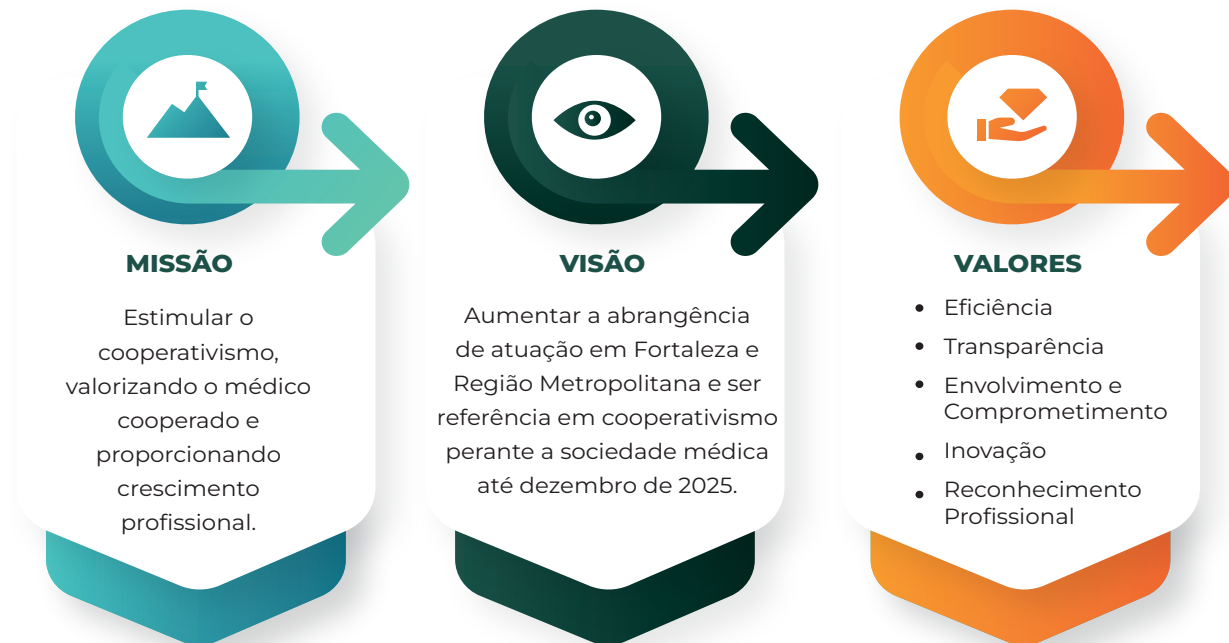 MISSÃO
Estimular o
cooperativismo,
valorizando o médico
cooperado e
proporcionando
crescimento
profissional.
VISÃO
Aumentar a abrangência
de atuação em Fortaleza e
Região Metropolitana e ser
referência em cooperativismo
perante a sociedade médica
até dezembro de 2025.
VALORES
• Eficiência
• Transparência
• Envolvimento e
Comprometimento
• Inovação
• Reconhecimento
Profissional